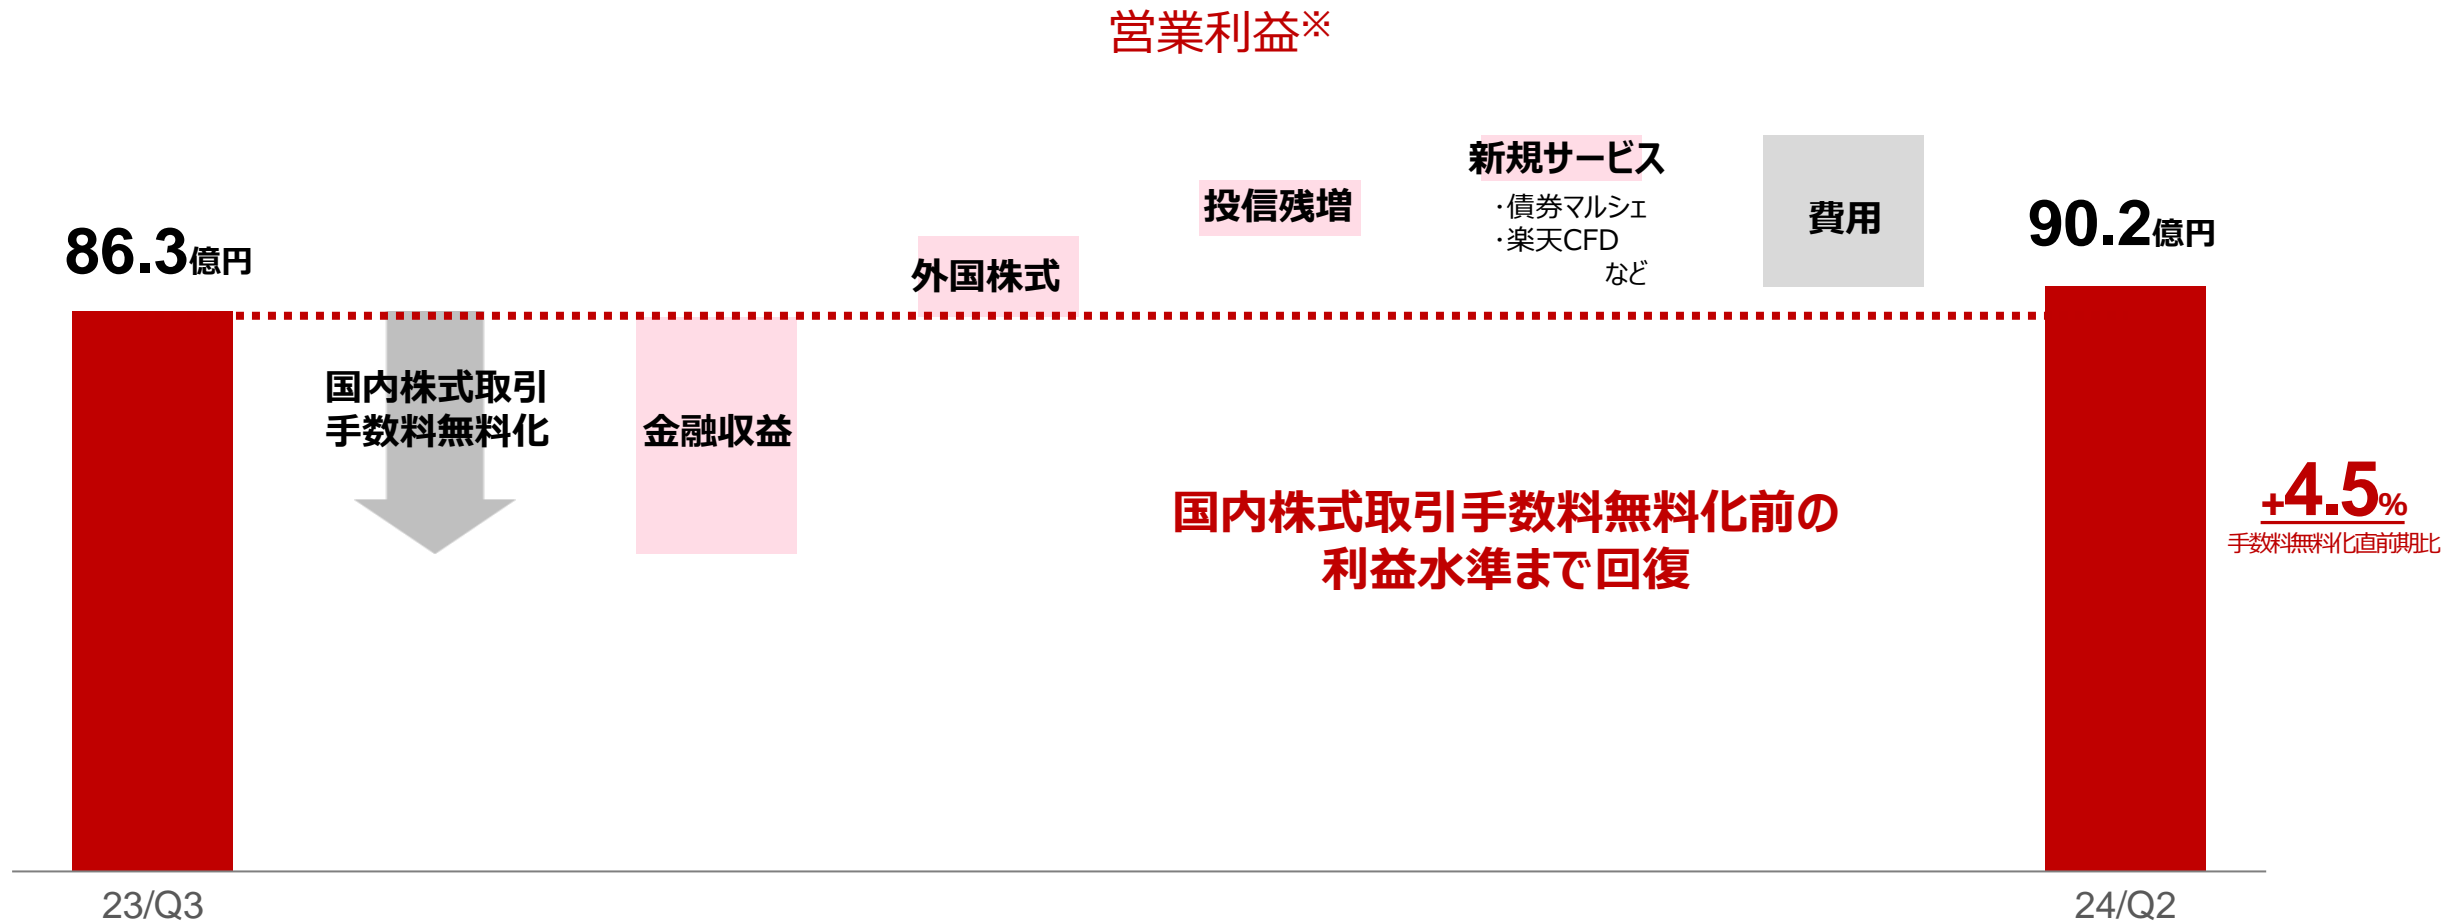 営業利益※
86.3億円
国内株式取引
手数料無料化
金融収益
外国株式
投信残増
新規サービス
・債券マルシェ
・楽天CFD
など
費用
90.2億円
国内株式取引手数料無料化前の
利益水準まで回復
+4.5%
手数料無料化直前期比
23/Q3
24/Q2